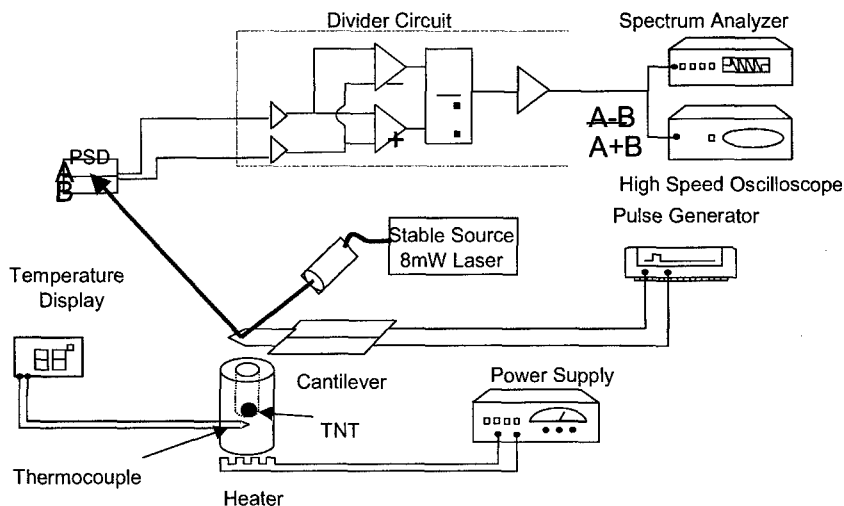 Divider Circuit
Spectrum Analyzer
A-B
A+B
PSD
A
B
High Speed Oscilloscope
Pulse Generator
Stable Source
8mW Laser
Temperature
Display
Cantilever
Power Supply
TNT
Thermocouple
Heater